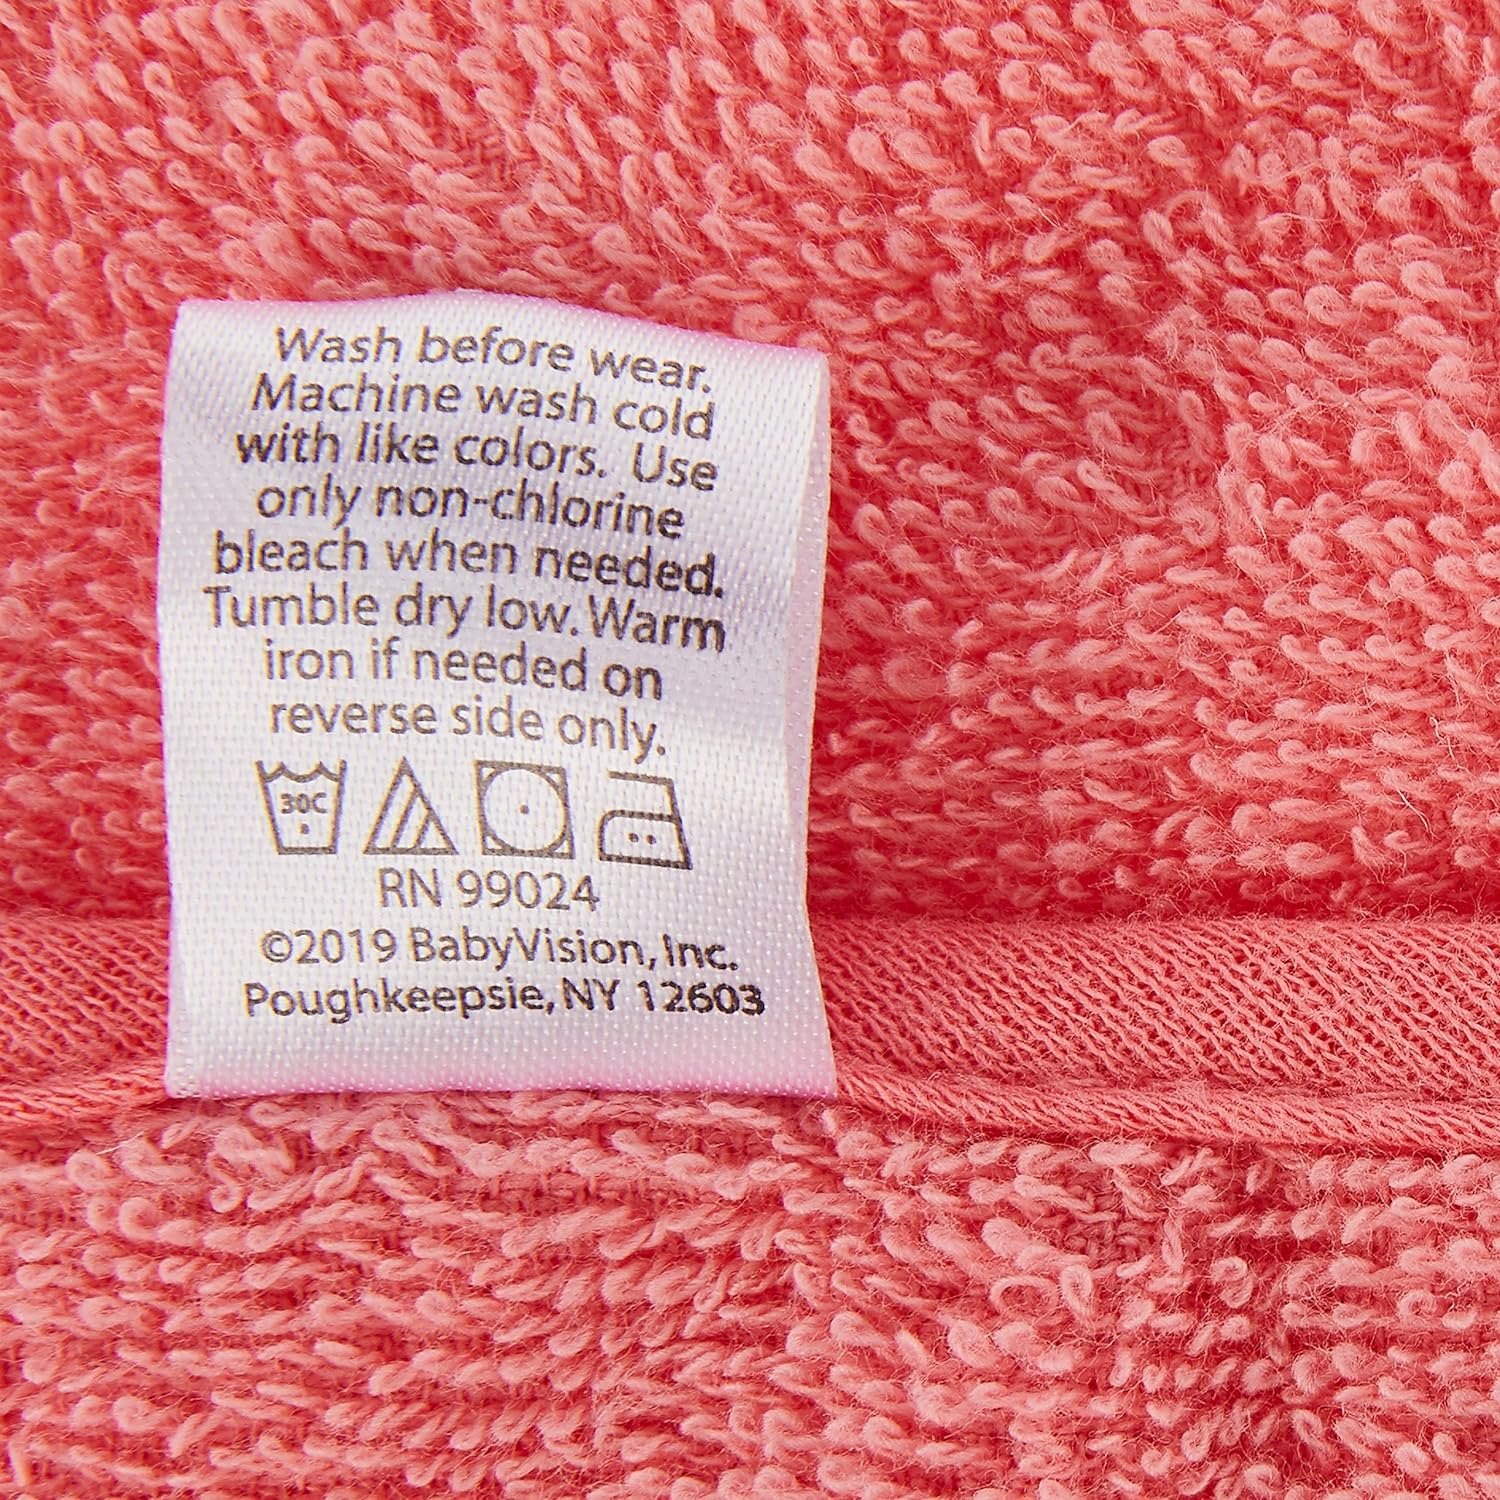 Wash before wear.
Machine wash cold
with like colors. Use
only non-chlorine
bleach when needed.
Tumble dry low. Warm
iron if needed on
reverse side only.
30C
RN 99024
©2019 BabyVision, Inc.
Poughkeepsie, NY 12603